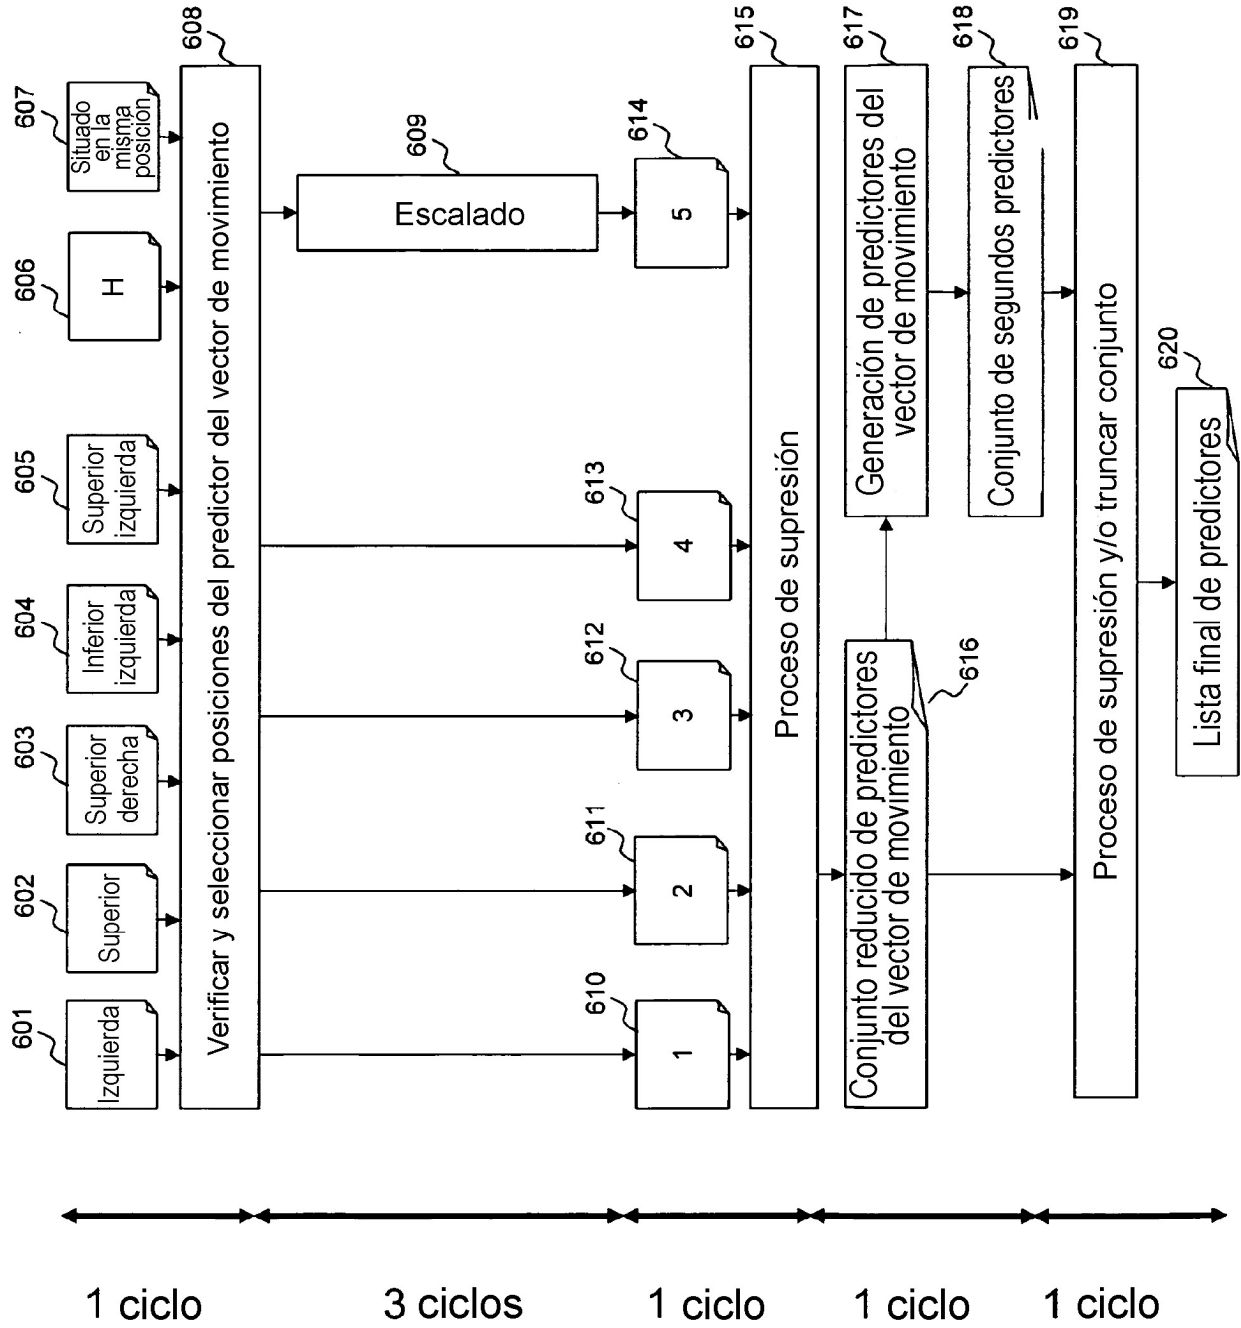 601
602
603
604
605
606
607
Izquierda
Superior
Superior
derecha
Inferior
izquierda
Superior
izquierda
H
Situado
en la
misma
posición
608
Verificar y seleccionar posiciones del predictor del vector de movimiento
609
Escalado
610
611
612
613
614
1
2
3
4
5
615
Proceso de supresión
616
Conjunto reducido de predictores
del vector de movimiento
617
Generación de predictores del
vector de movimiento
618
Conjunto de segundos predictores
619
Proceso de supresión y/o truncar conjunto
620
Lista final de predictores
1 ciclo
3 ciclos
1 ciclo
1 ciclo
1 ciclo